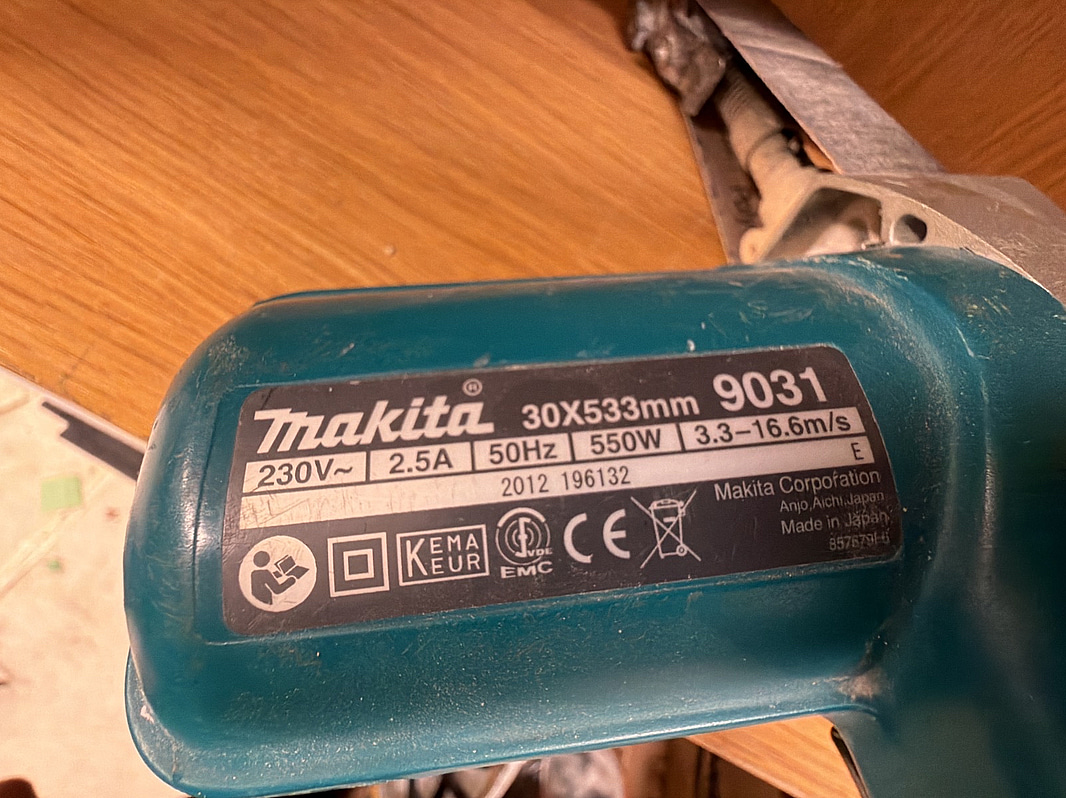 makita® 30X533mm 9031
230V~ 2.5A 50Hz 550W 3.3-16.6m/s
2012 196132 E
Makita Corporation
Anjo,Aichi,Japan
Made in Japan
KEMA
KEUR
VDE
EMC
CE